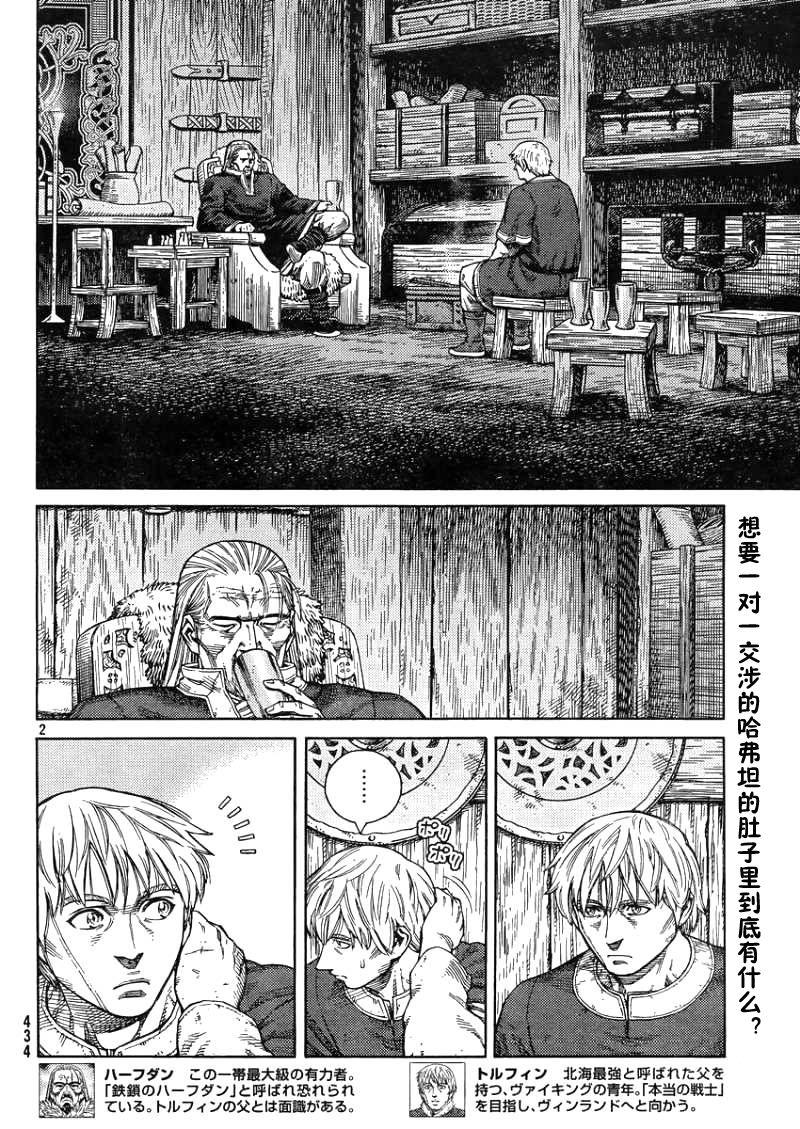 想要一对一交涉的哈弗坦的肚子里到底有什么？
2
……
ポリ
ポリ
434
トルフィン　北海最強と呼ばれた父を
持つ、ヴァイキングの青年。「本当の戦士」
を目指し、ヴィンランドへと向かう。
ハーフダン　この一帯最大級の有力者。
「鉄鎖のハーフダン」と呼ばれ恐れられ
ている。トルフィンの父とは面識がある。